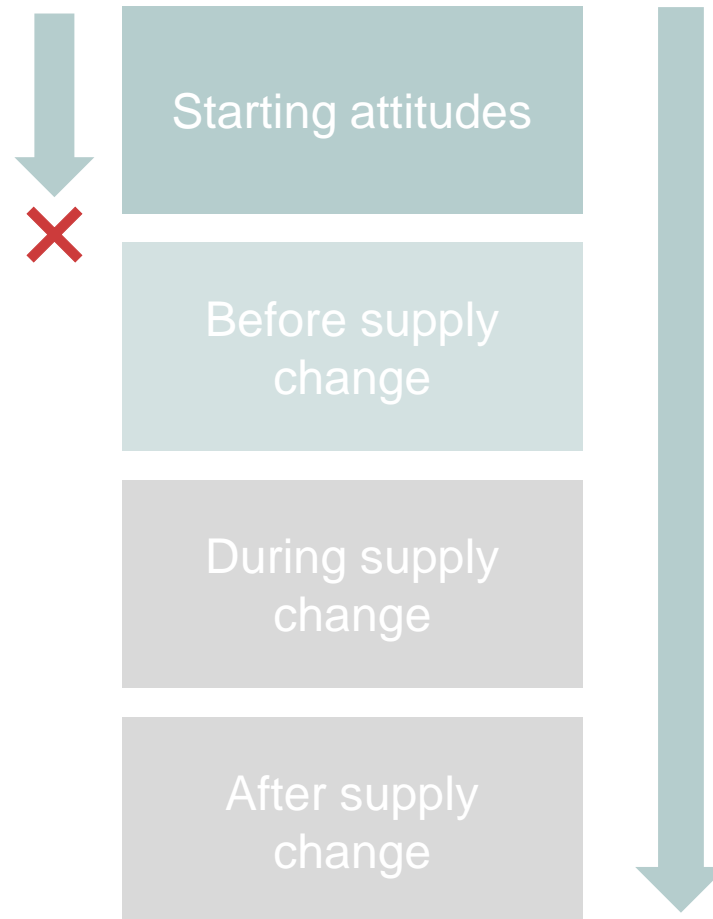 Starting attitudes
Before supply
change
During supply
change
After supply
change